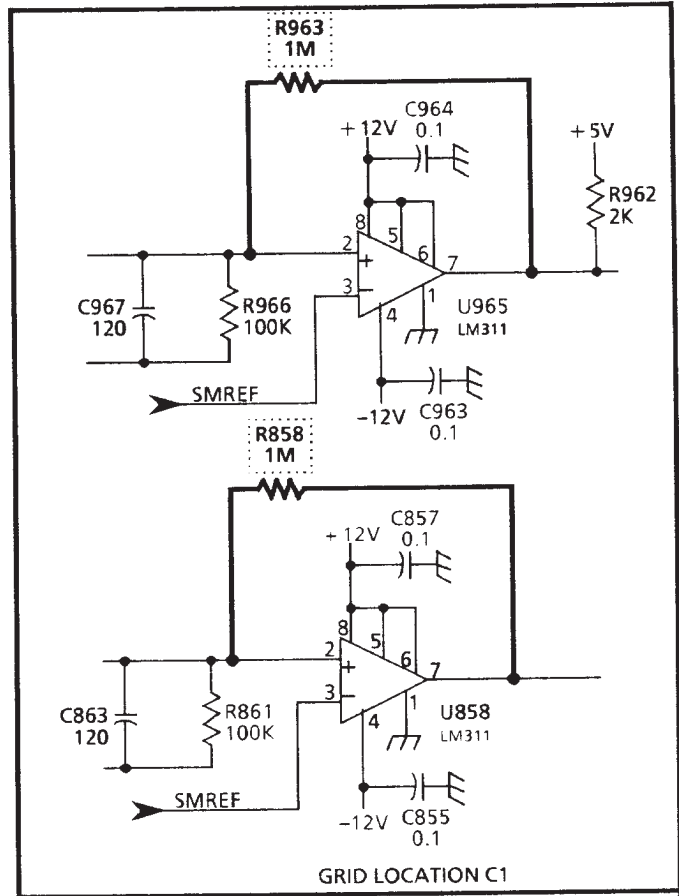 R963
1M
C964
0.1
+12V
+5V
R962
2K
8
5
6
2
+
7
3
−
1
4
U965
LM311
C967
120
R966
100K
SMREF
−12V
C963
0.1
R858
1M
C857
0.1
+12V
8
5
6
2
+
7
3
−
1
4
U858
LM311
C863
120
R861
100K
SMREF
−12V
C855
0.1
GRID LOCATION C1